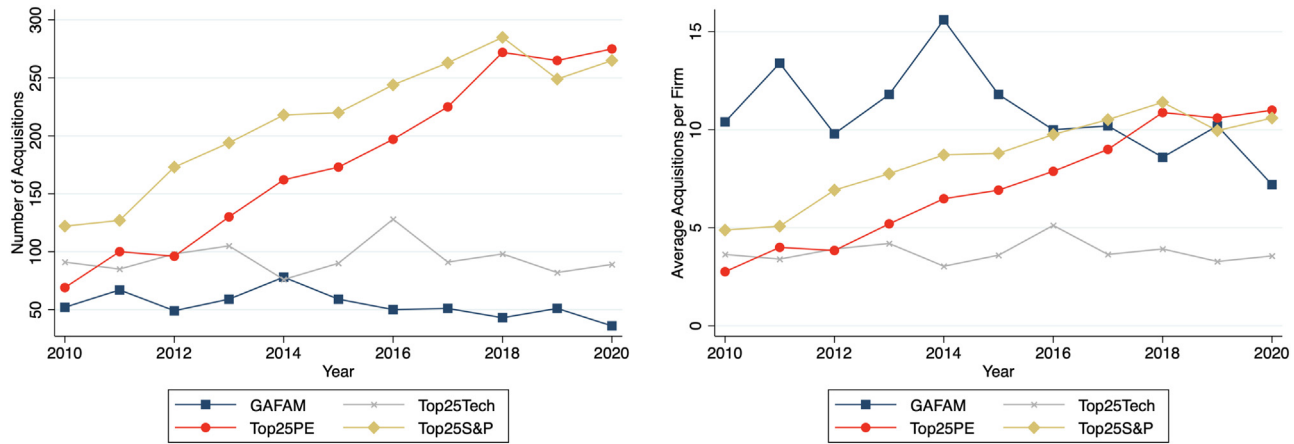 Number of Acquisitions
300
250
200
150
100
50
2010 2012 2014 2016 2018 2020
Year
GAFAM Top25Tech
Top25PE Top25S&P
Average Acquisitions per Firm
15
10
5
0
2010 2012 2014 2016 2018 2020
Year
GAFAM Top25Tech
Top25PE Top25S&P